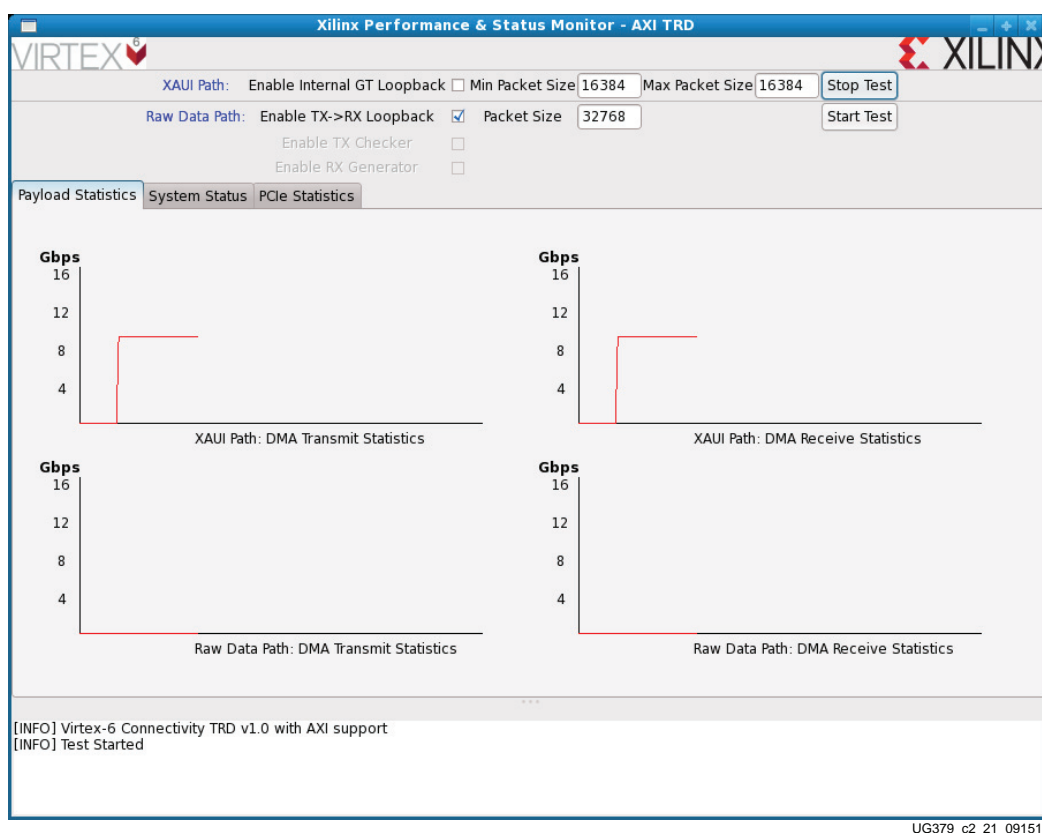 Xilinx Performance & Status Monitor - AXI TRD
VIRTEX 6
XILINX
XAUI Path: Enable Internal GT Loopback Min Packet Size 16384 Max Packet Size 16384 Stop Test
Raw Data Path: Enable TX->RX Loopback Packet Size 32768 Start Test
Enable TX Checker
Enable RX Generator
Payload Statistics System Status PCIe Statistics
Gbps
16
12
8
4
XAUI Path: DMA Transmit Statistics
Gbps
16
12
8
4
XAUI Path: DMA Receive Statistics
Gbps
16
12
8
4
Raw Data Path: DMA Transmit Statistics
Gbps
16
12
8
4
Raw Data Path: DMA Receive Statistics
[INFO] Virtex-6 Connectivity TRD v1.0 with AXI support
[INFO] Test Started
UG379_c2_21_09151